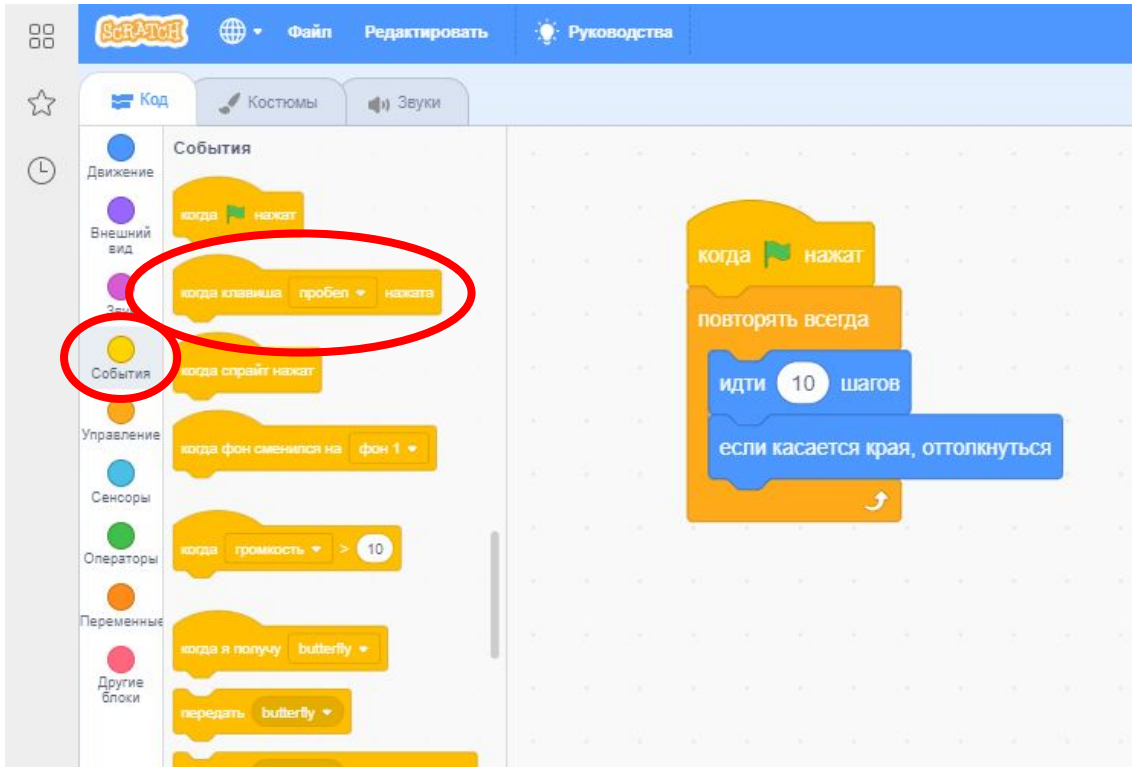 SCRATCH Файл Редактировать Руководства
Код Костюмы Звуки
События
Движение
Внешний
вид
События
Управление
Сенсоры
Операторы
Переменные
Другие
блоки
когда нажат
когда клавиша пробел нажата
когда спрайт нажат
когда фон сменился на фон 1
когда громкость > 10
когда я получу butterfly
передать butterfly
когда нажат
повторять всегда
идти 10 шагов
если касается края, оттолкнуться